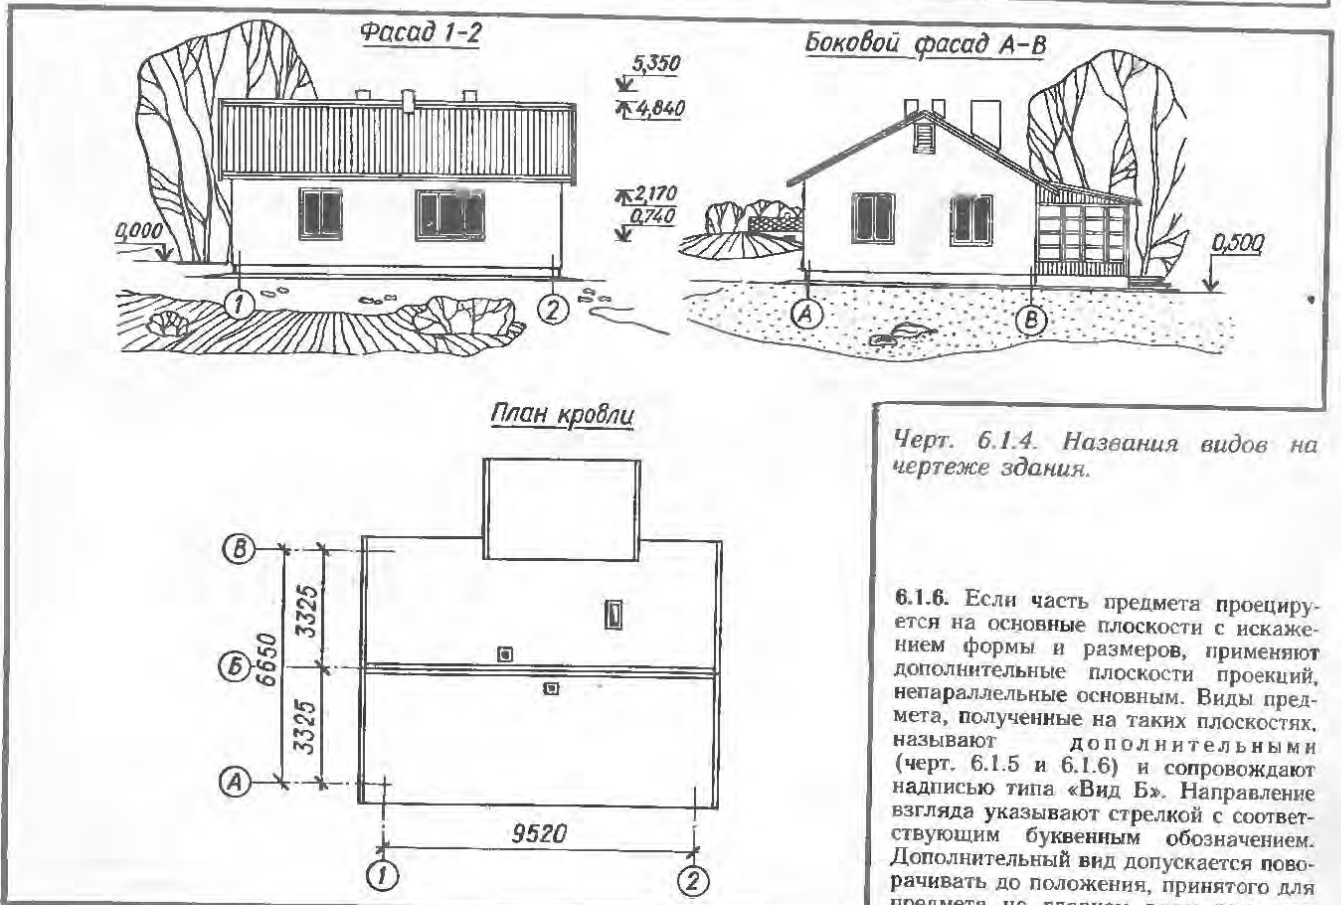 Фасад 1-2
5,350
4,840
2,170
0,740
0,000
1
2
Боковой фасад А-В
0,500
А
В
План кровли
В
Б
А
3325
3325
6650
9520
1
2
Черт. 6.1.4. Названия видов на
чертеже здания.
6.1.6. Если часть предмета проециру-
ется на основные плоскости с искаже-
нием формы и размеров, применяют
дополнительные плоскости проекций,
непараллельные основным. Виды пред-
мета, полученные на таких плоскостях,
называют дополнительными
(черт. 6.1.5 и 6.1.6) и сопровождают
надписью типа «Вид Б». Направление
взгляда указывают стрелкой с соответ-
ствующим буквенным обозначением.
Дополнительный вид допускается пово-
рачивать до положения, принятого для